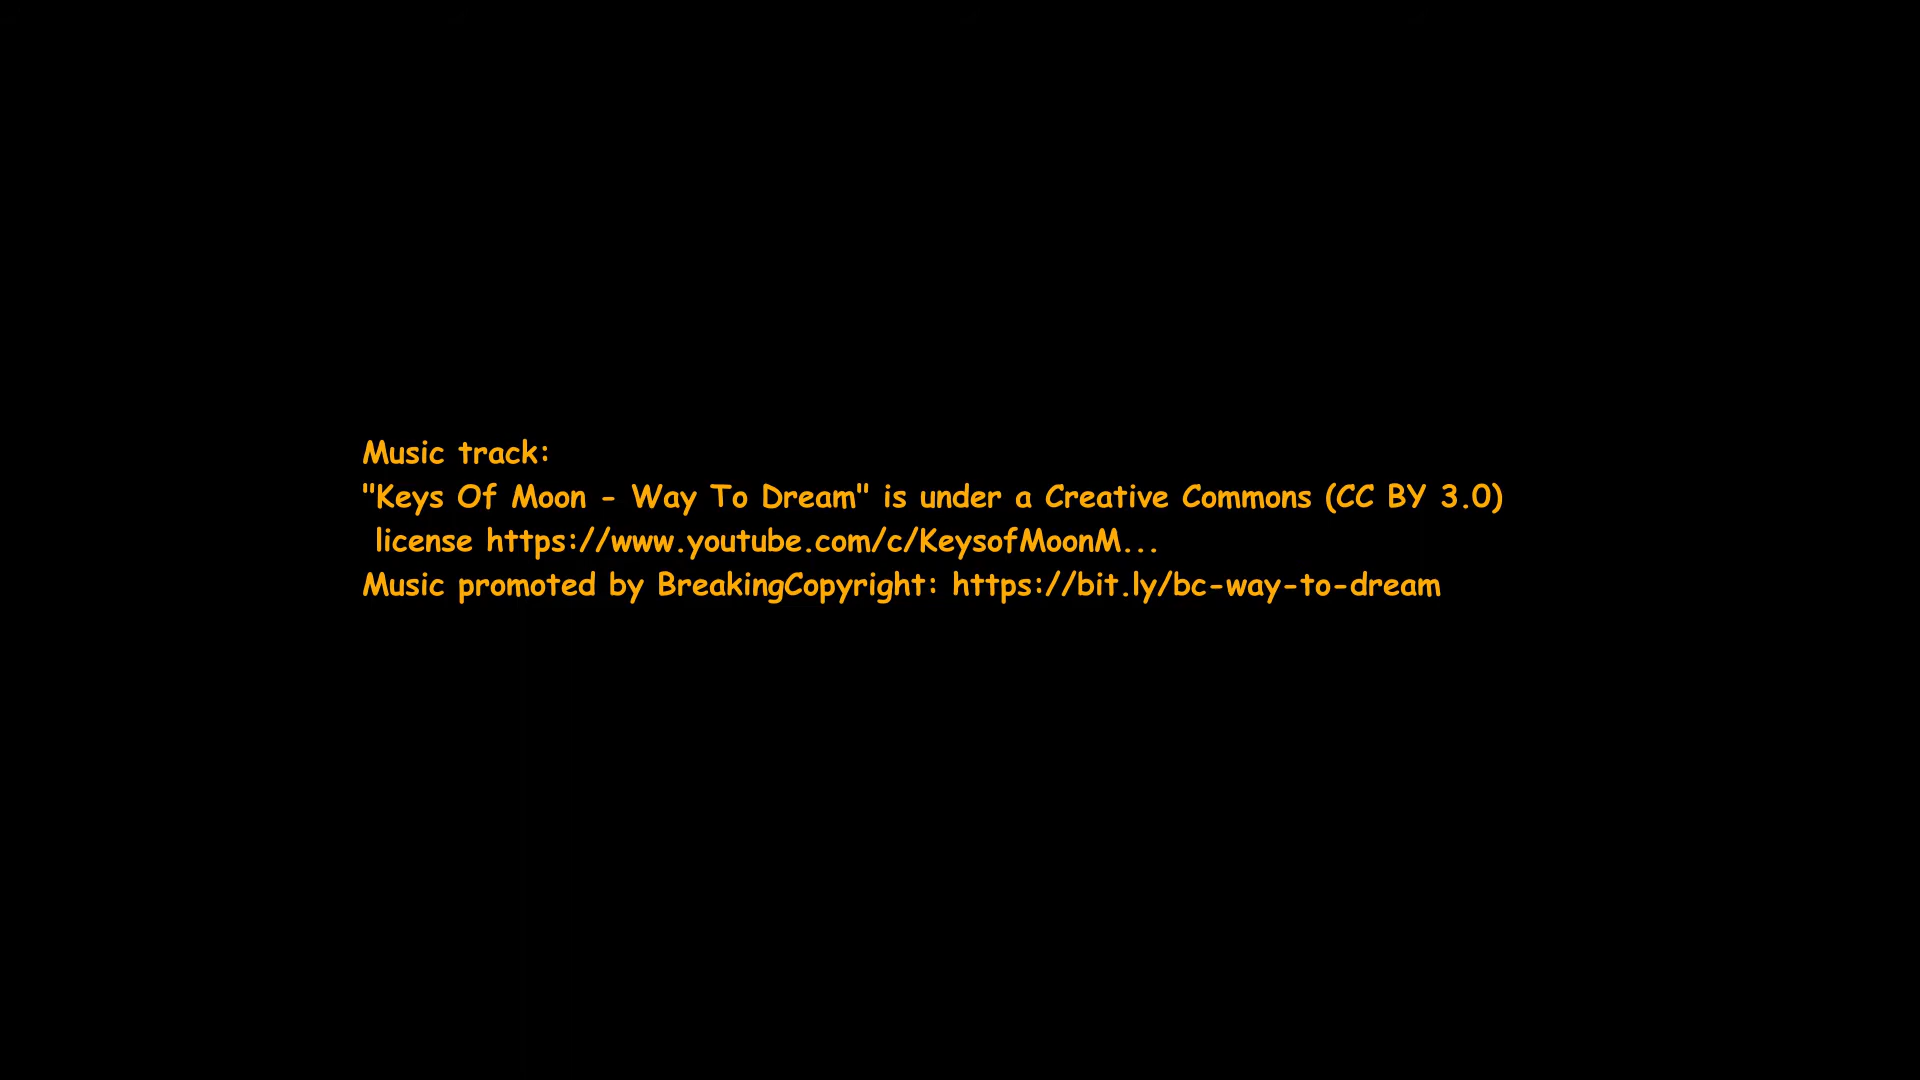 Music track:
"Keys Of Moon - Way To Dream" is under a Creative Commons (CC BY 3.0)
license https://www.youtube.com/c/KeysofMoonM...
Music promoted by BreakingCopyright: https://bit.ly/bc-way-to-dream